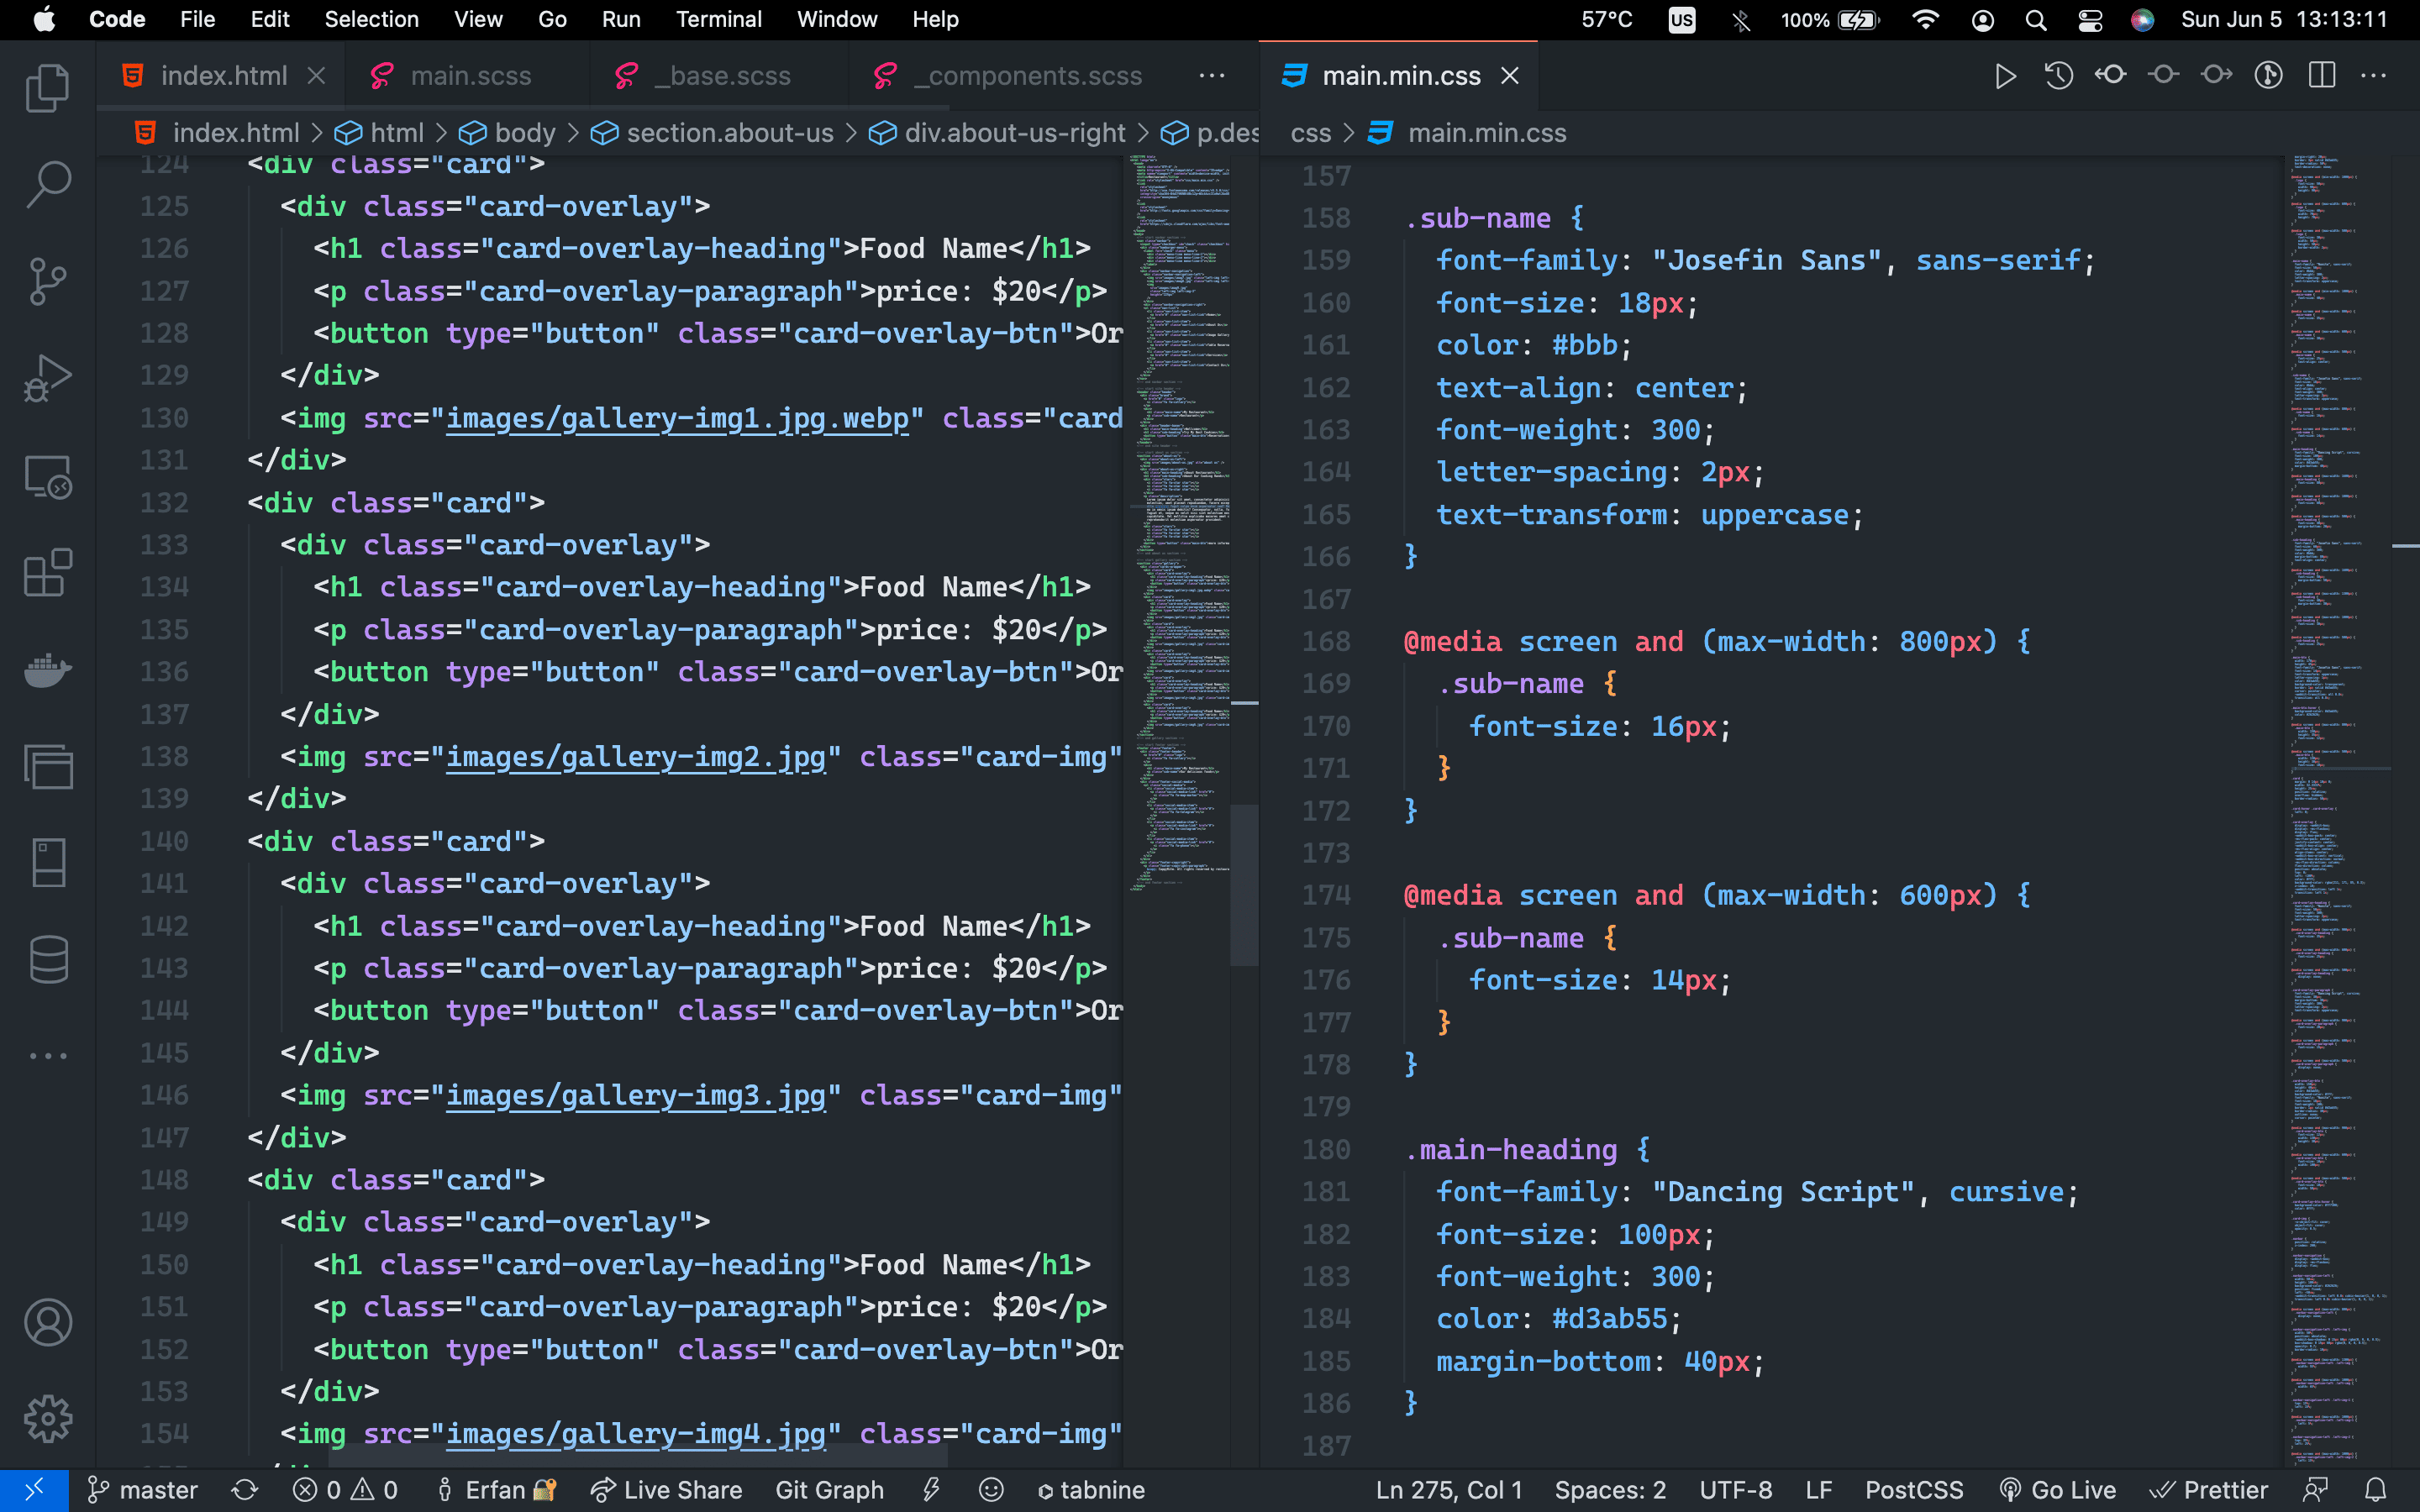 Code File Edit Selection View Go Run Terminal Window Help 57°C US 100% Sun Jun 5 13:13:11
index.html main.scss _base.scss _components.scss ...
index.html > html > body > section.about-us > div.about-us-right > p.des
124 <div class="card">
125 <div class="card-overlay">
126 <h1 class="card-overlay-heading">Food Name</h1>
127 <p class="card-overlay-paragraph">price: $20</p>
128 <button type="button" class="card-overlay-btn">Or
129 </div>
130 <img src="images/gallery-img1.jpg.webp" class="card
131 </div>
132 <div class="card">
133 <div class="card-overlay">
134 <h1 class="card-overlay-heading">Food Name</h1>
135 <p class="card-overlay-paragraph">price: $20</p>
136 <button type="button" class="card-overlay-btn">Or
137 </div>
138 <img src="images/gallery-img2.jpg" class="card-img"
139 </div>
140 <div class="card">
141 <div class="card-overlay">
142 <h1 class="card-overlay-heading">Food Name</h1>
143 <p class="card-overlay-paragraph">price: $20</p>
144 <button type="button" class="card-overlay-btn">Or
145 </div>
146 <img src="images/gallery-img3.jpg" class="card-img"
147 </div>
148 <div class="card">
149 <div class="card-overlay">
150 <h1 class="card-overlay-heading">Food Name</h1>
151 <p class="card-overlay-paragraph">price: $20</p>
152 <button type="button" class="card-overlay-btn">Or
153 </div>
154 <img src="images/gallery-img4.jpg" class="card-img"
main.min.css
css > main.min.css
157
158 .sub-name {
159 font-family: "Josefin Sans", sans-serif;
160 font-size: 18px;
161 color: #bbb;
162 text-align: center;
163 font-weight: 300;
164 letter-spacing: 2px;
165 text-transform: uppercase;
166 }
167
168 @media screen and (max-width: 800px) {
169 .sub-name {
170 font-size: 16px;
171 }
172 }
173
174 @media screen and (max-width: 600px) {
175 .sub-name {
176 font-size: 14px;
177 }
178 }
179
180 .main-heading {
181 font-family: "Dancing Script", cursive;
182 font-size: 100px;
183 font-weight: 300;
184 color: #d3ab55;
185 margin-bottom: 40px;
186 }
187
master 0 0 Erfan Live Share Git Graph tabnine Ln 275, Col 1 Spaces: 2 UTF-8 LF PostCSS Go Live Prettier